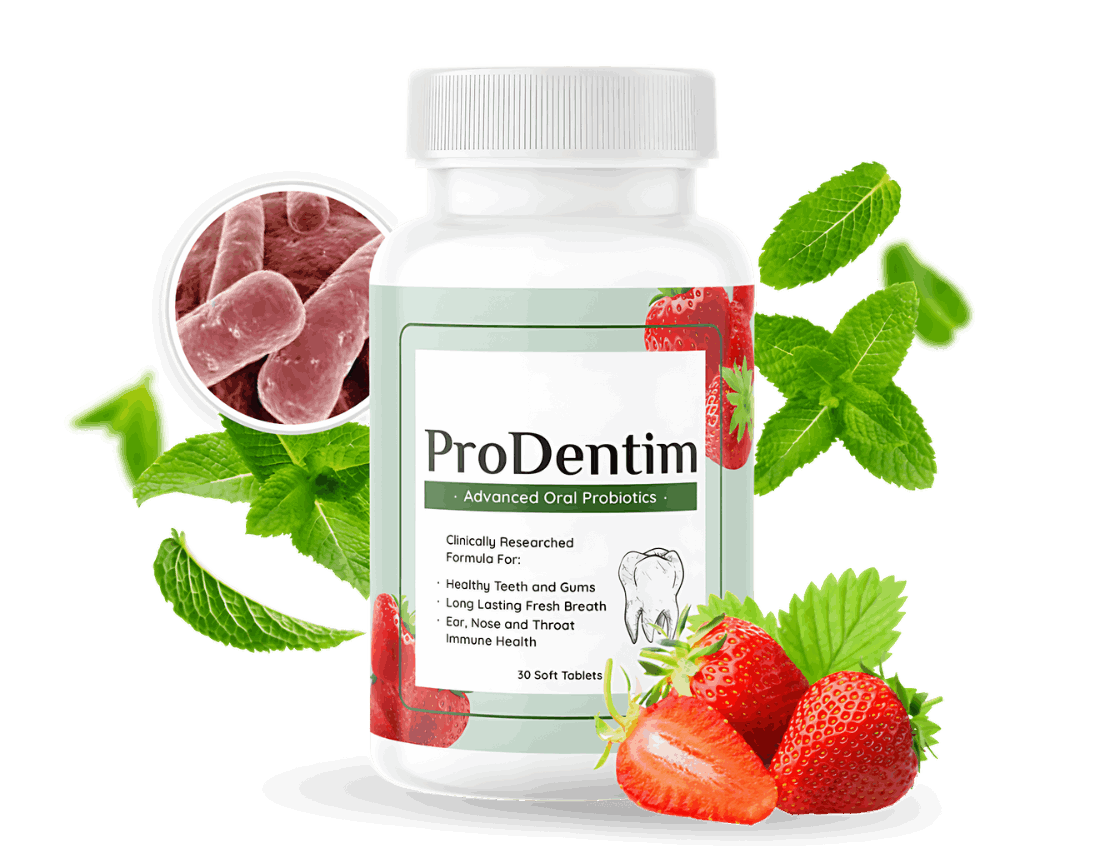 ProDentim
· Advanced Oral Probiotics ·
Clinically Researched
Formula For:
· Healthy Teeth and Gums
· Long Lasting Fresh Breath
· Ear, Nose and Throat
Immune Health
30 Soft Tablets